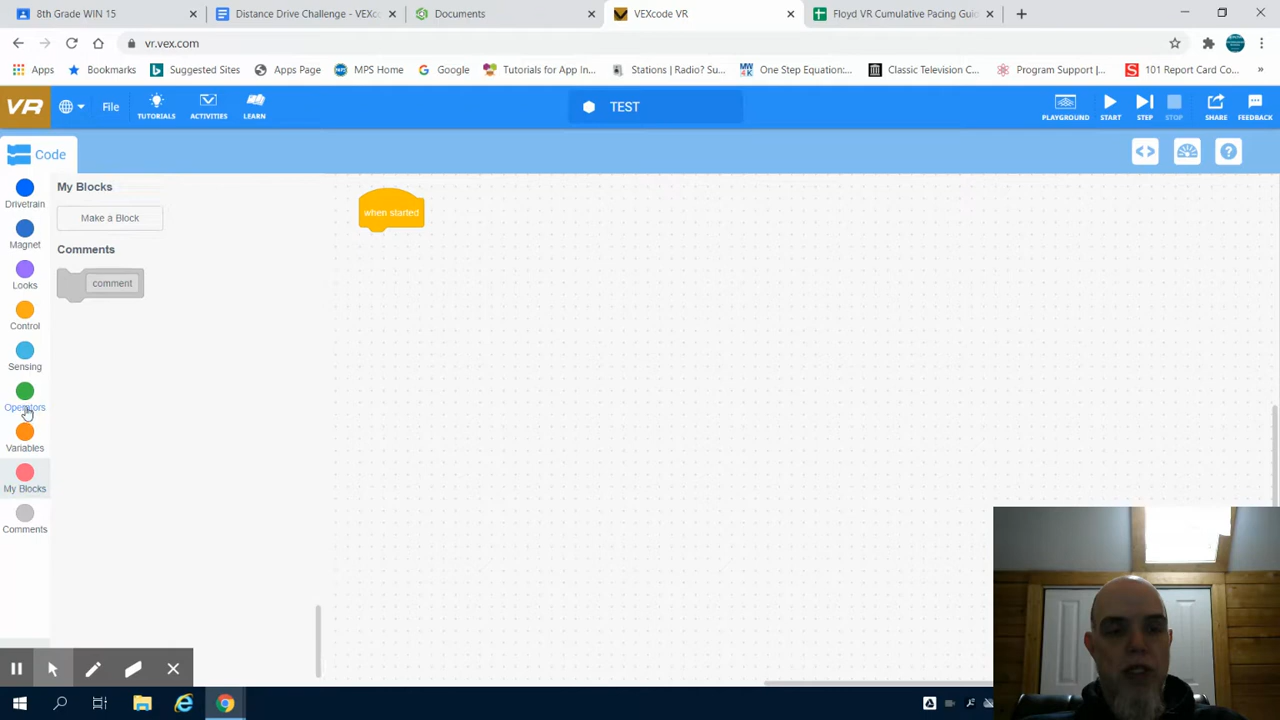 8th Grade WIN 15
Distance Drive Challenge - VEXco
Documents
VEXcode VR
Floyd VR Cumulative Pacing Guid
vr.vex.com
Apps
Bookmarks
Suggested Sites
Apps Page
MPS Home
Google
Tutorials for App In...
Stations | Radio? Su...
One Step Equation:...
Classic Television C...
Program Support |...
101 Report Card Co...
»
VR
File
TUTORIALS
ACTIVITIES
LEARN
TEST
PLAYGROUND
START
STEP
STOP
SHARE
FEEDBACK
Code
Drivetrain
Magnet
Looks
Control
Sensing
Operators
Variables
My Blocks
Comments
My Blocks
Make a Block
Comments
comment
when started